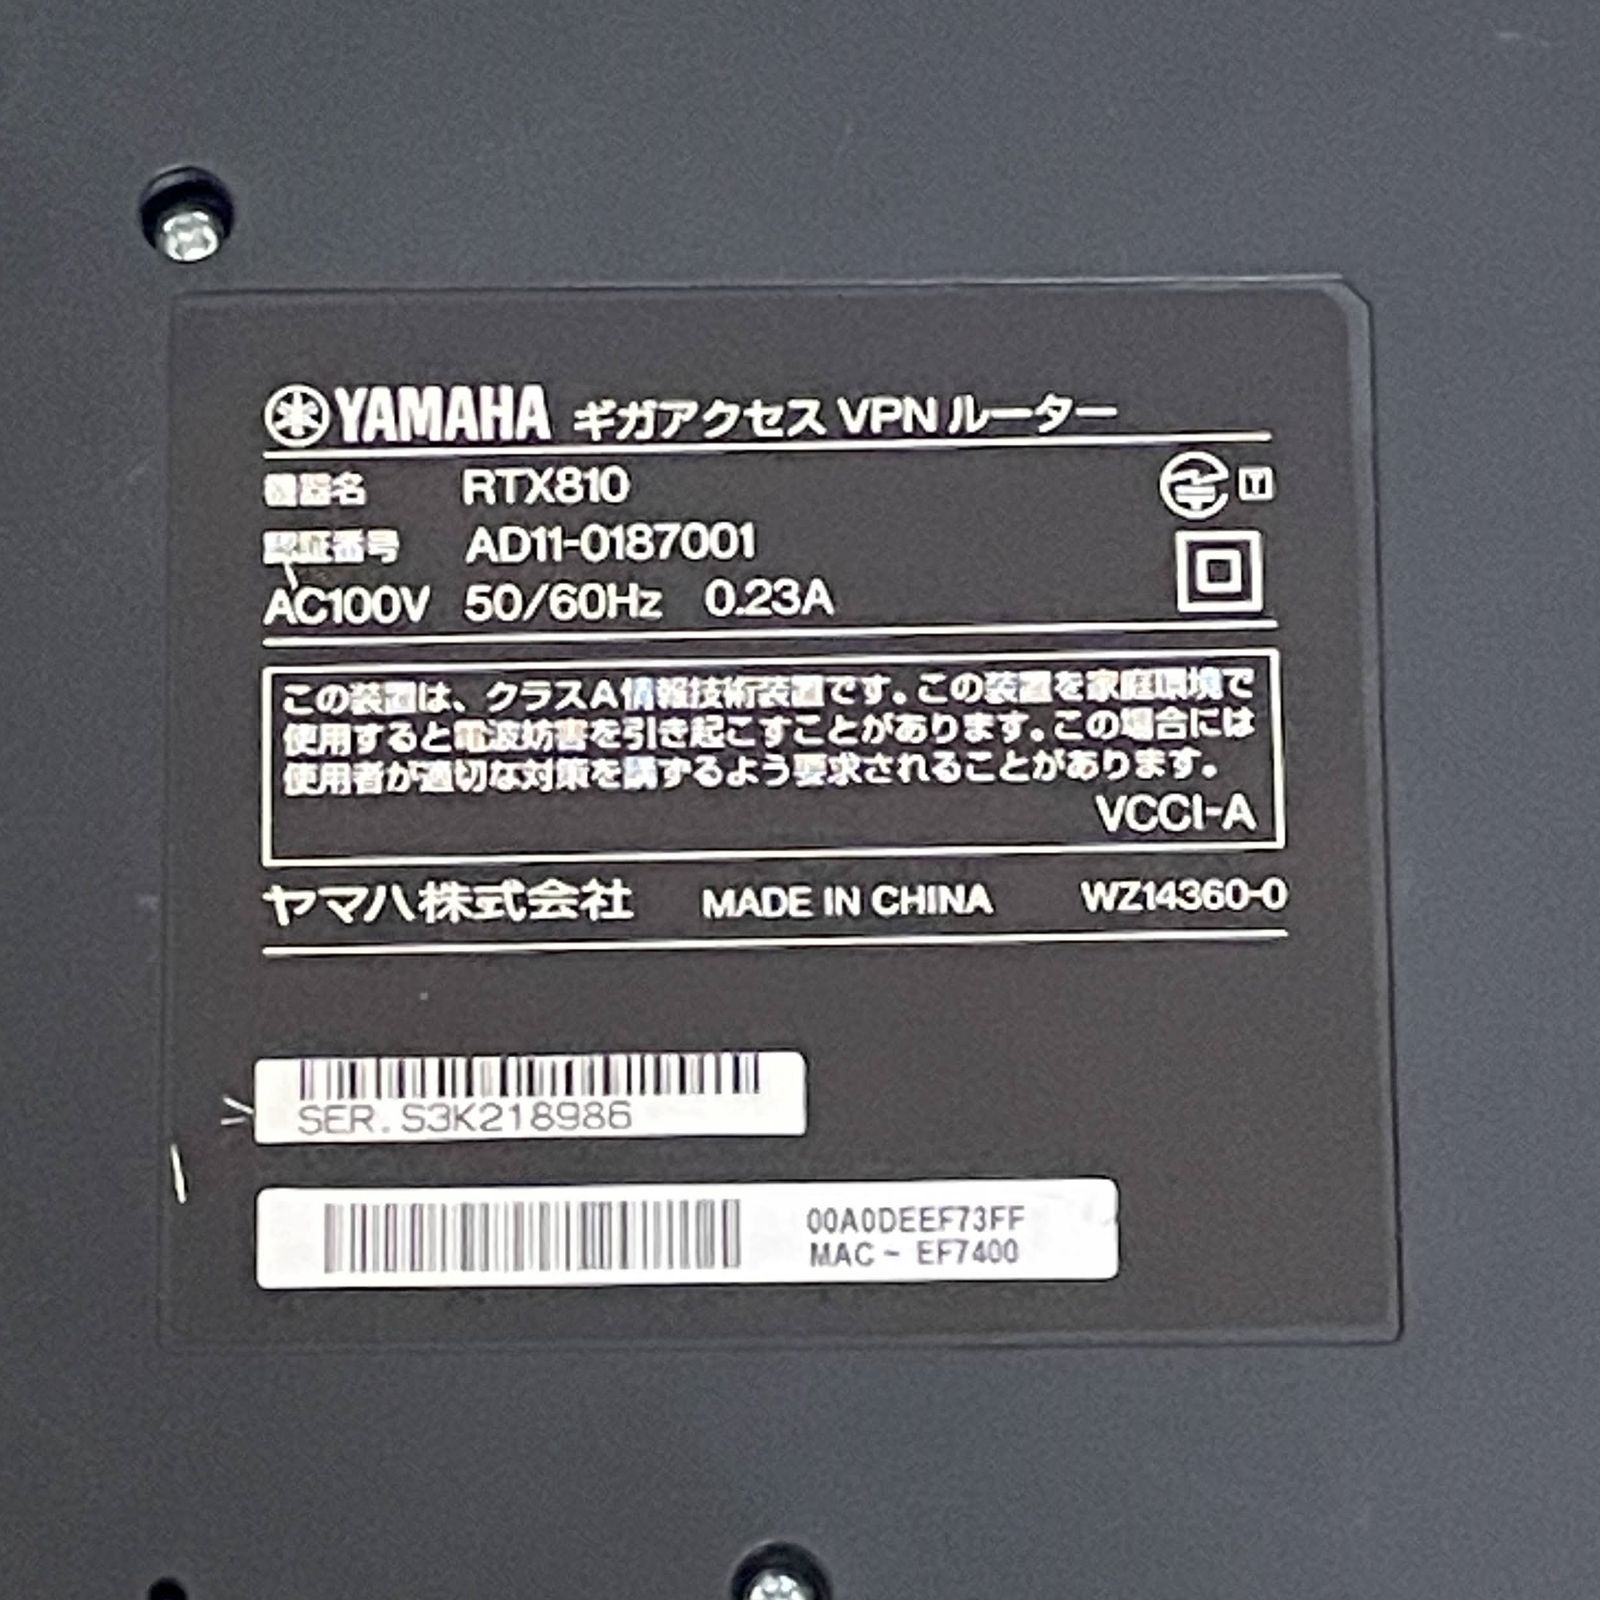 YAMAHA ギガアクセス VPN ルーター
機器名 RTX810
T
認証番号 AD11-0187001
AC100V 50/60Hz 0.23A
この装置は、クラスA情報技術装置です。この装置を家庭環境で
使用すると電波妨害を引き起こすことがあります。この場合には
使用者が適切な対策を講ずるよう要求されることがあります。
VCCI-A
ヤマハ株式会社 MADE IN CHINA WZ14360-0
SER.S3K218986
00A0DEEF73FF
MAC ~ EF7400